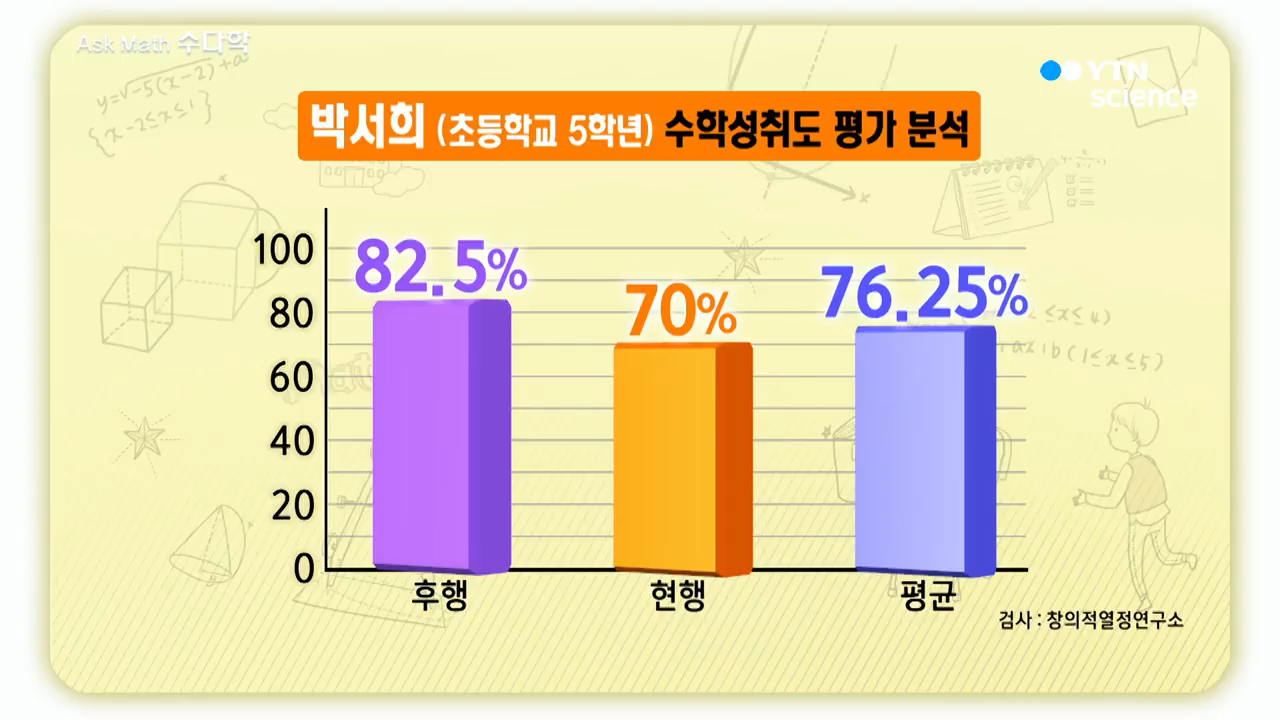 Ask Math 수다학
YTN
science
박서희 (초등학교 5학년) 수학성취도 평가 분석
100
80
60
40
20
0
82.5%
70%
76.25%
후행
현행
평균
검사 : 창의적열정연구소